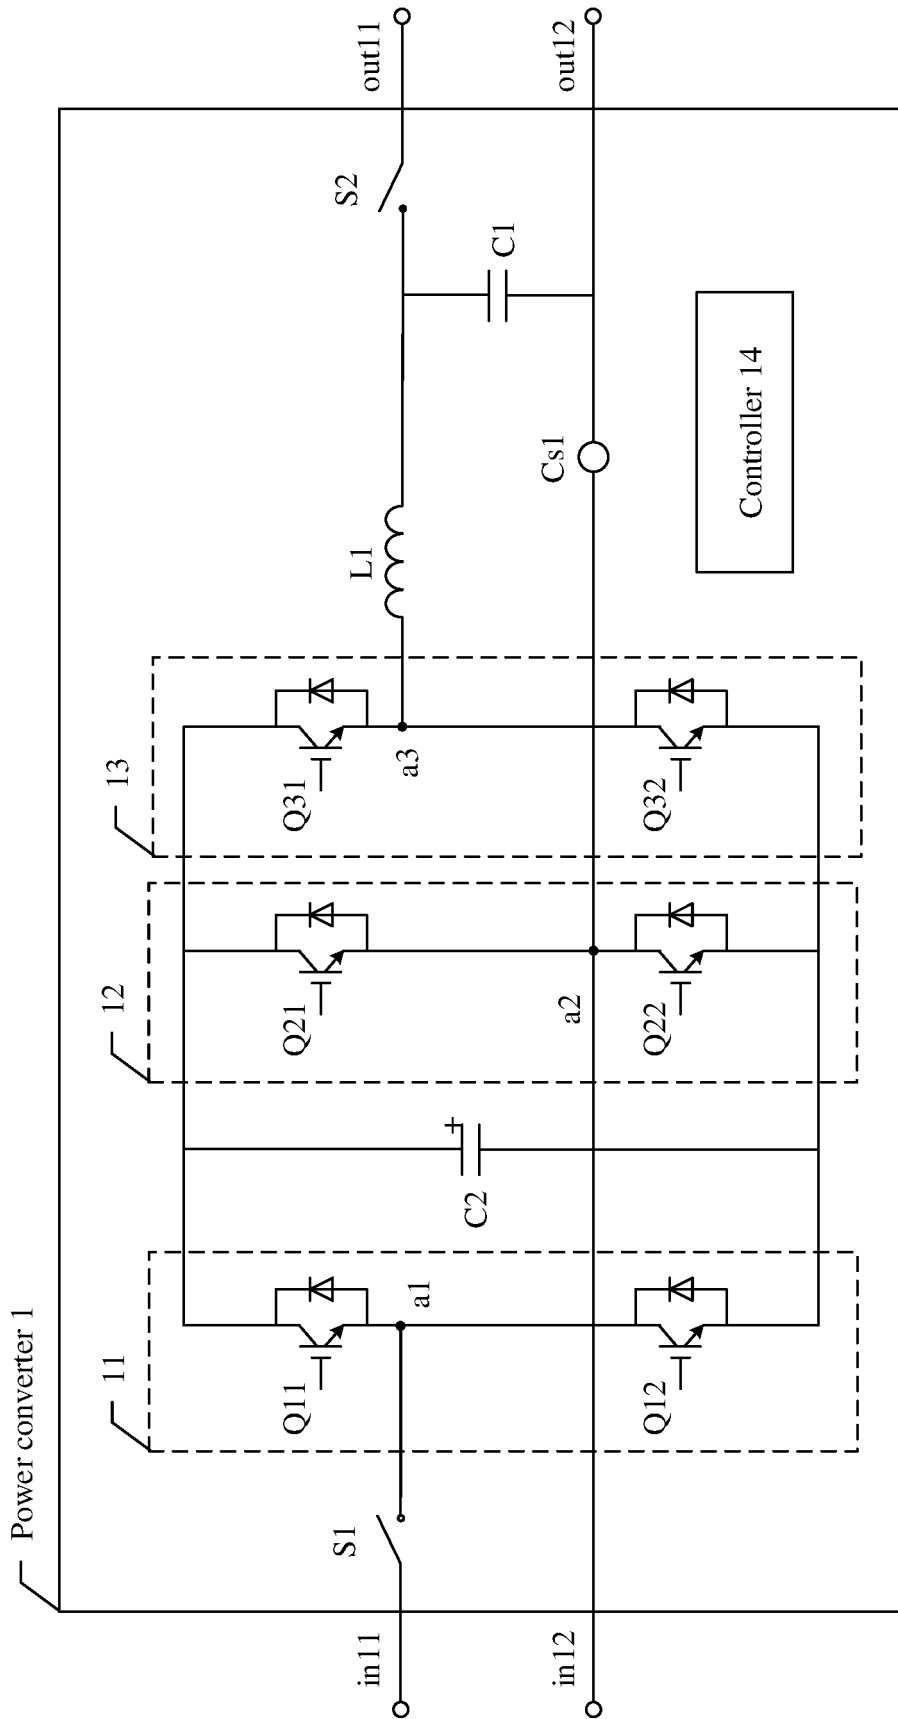 Power converter 1
11
12
13
S2
out11
Q11
Q21
Q31
L1
S1
a1
a3
C1
C2
in11
a2
Cs1
out12
in12
Q12
Q22
Q32
Controller 14